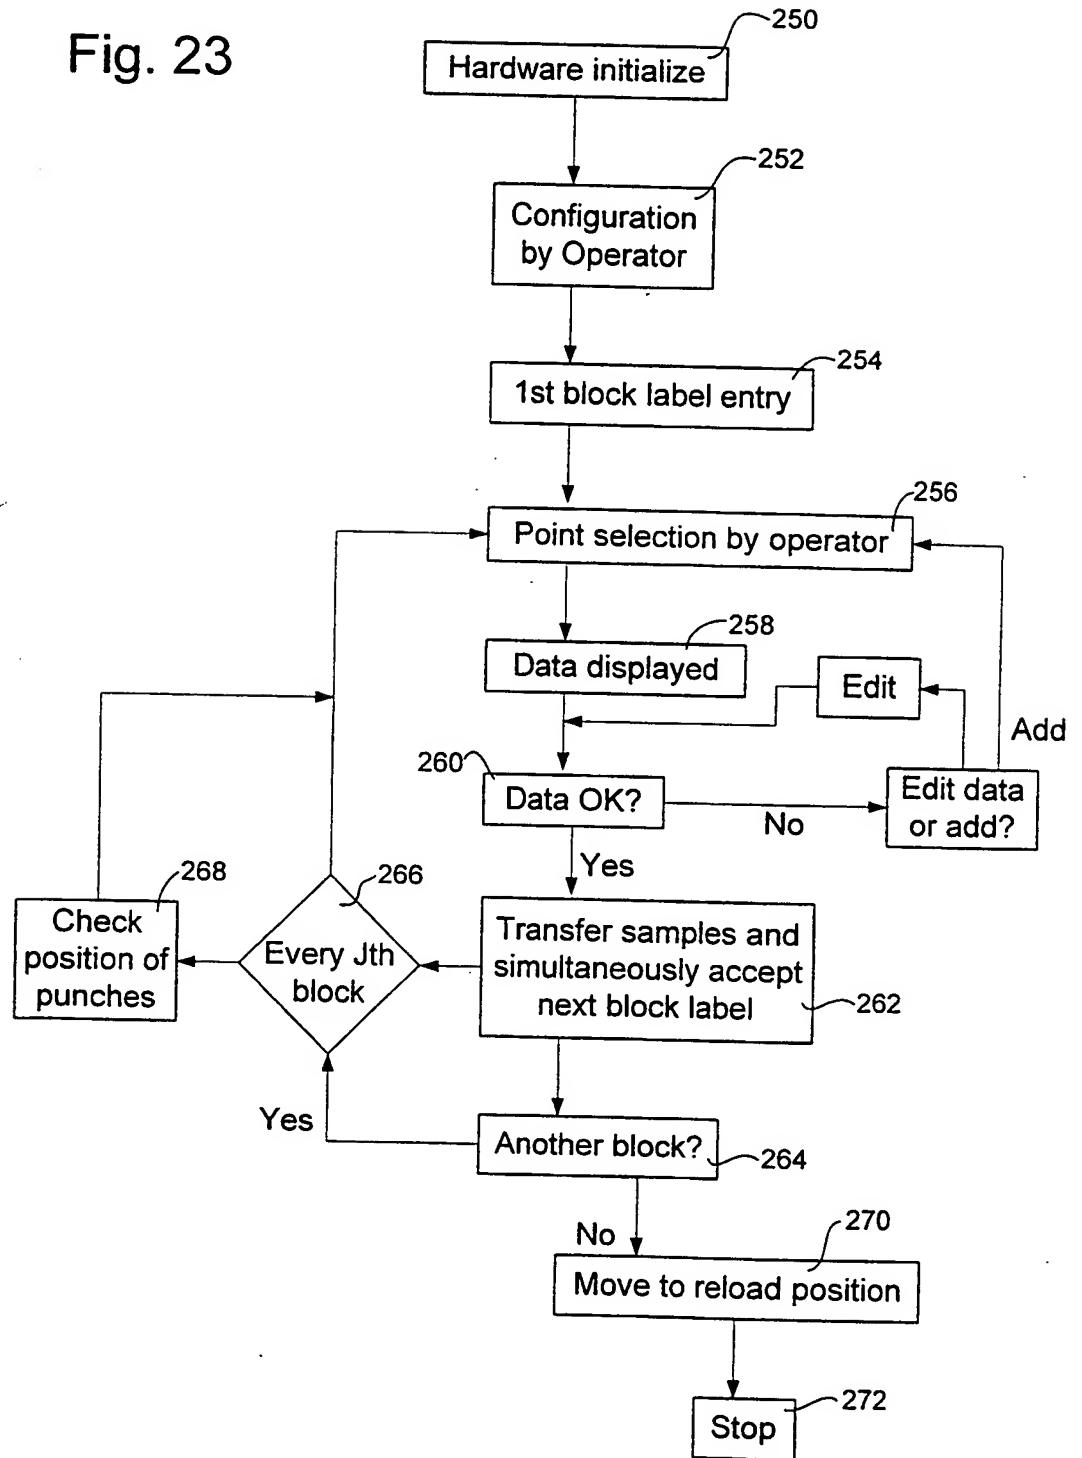 Fig. 23
250
Hardware initialize
252
Configuration
by Operator
254
1st block label entry
256
Point selection by operator
258
Data displayed
Edit
Add
260
Data OK?
No
Edit data
or add?
Yes
268
266
Check
position of
punches
Every Jth
block
Transfer samples and
simultaneously accept
next block label
262
Yes
Another block?
264
No
270
Move to reload position
272
Stop